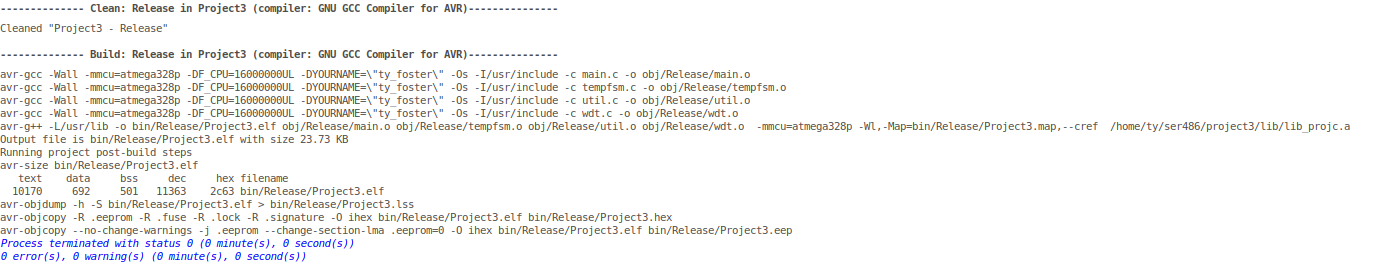 -------------- Clean: Release in Project3 (compiler: GNU GCC Compiler for AVR)---------------
Cleaned "Project3 - Release"
-------------- Build: Release in Project3 (compiler: GNU GCC Compiler for AVR)---------------
avr-gcc -Wall -mmcu=atmega328p -DF_CPU=16000000UL -DYOURNAME=\"ty_foster\" -Os -I/usr/include -c main.c -o obj/Release/main.o
avr-gcc -Wall -mmcu=atmega328p -DF_CPU=16000000UL -DYOURNAME=\"ty_foster\" -Os -I/usr/include -c tempfsm.c -o obj/Release/tempfsm.o
avr-gcc -Wall -mmcu=atmega328p -DF_CPU=16000000UL -DYOURNAME=\"ty_foster\" -Os -I/usr/include -c util.c -o obj/Release/util.o
avr-gcc -Wall -mmcu=atmega328p -DF_CPU=16000000UL -DYOURNAME=\"ty_foster\" -Os -I/usr/include -c wdt.c -o obj/Release/wdt.o
avr-g++ -L/usr/lib -o bin/Release/Project3.elf obj/Release/main.o obj/Release/tempfsm.o obj/Release/util.o obj/Release/wdt.o  -mmcu=atmega328p -Wl,-Map=bin/Release/Project3.map,--cref  /home/ty/ser486/project3/lib/lib_projc.a
Output file is bin/Release/Project3.elf with size 23.73 KB
Running project post-build steps
avr-size bin/Release/Project3.elf
   text    data     bss     dec     hex filename
  10170     692     501   11363    2c63 bin/Release/Project3.elf
avr-objdump -h -S bin/Release/Project3.elf > bin/Release/Project3.lss
avr-objcopy -R .eeprom -R .fuse -R .lock -R .signature -O ihex bin/Release/Project3.elf bin/Release/Project3.hex
avr-objcopy --no-change-warnings -j .eeprom --change-section-lma .eeprom=0 -O ihex bin/Release/Project3.elf bin/Release/Project3.eep
Process terminated with status 0 (0 minute(s), 0 second(s))
0 error(s), 0 warning(s) (0 minute(s), 0 second(s))